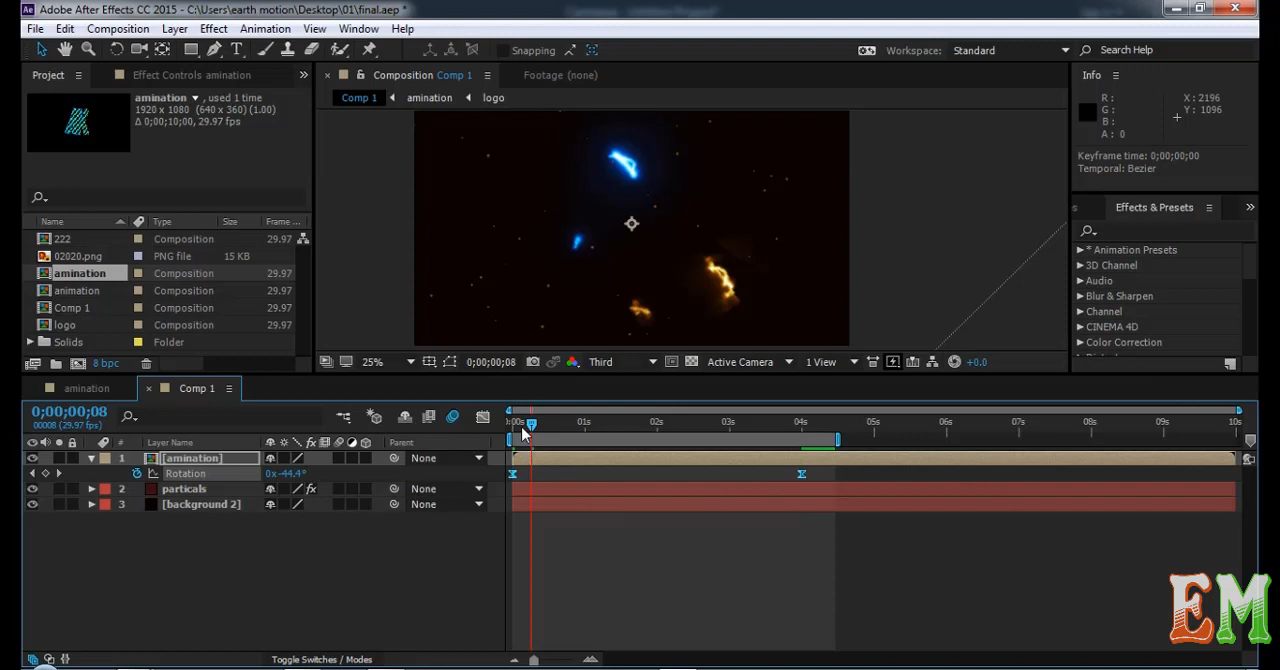 Adobe After Effects CC 2015 - C:\Users\earth motion\Desktop\01\final.aep *
File Edit Composition Layer Effect Animation View Window Help
Snapping
Workspace: Standard
Search Help
Project
Effect Controls amination
Composition Comp 1
Footage (none)
Info
amination , used 1 time
1920 x 1080 (640 x 360) (1.00)
Δ 0;00;10;00, 29.97 fps
Comp 1 amination logo
R :
G :
B :
A : 0
X: 2196
Y: 1096
Keyframe time: 0;00;00;00
Temporal: Bezier
Effects & Presets
Name Type Size Frame ...
222 Composition 29.97
02020.png PNG file 15 KB
amination Composition 29.97
animation Composition 29.97
Comp 1 Composition 29.97
logo Composition 29.97
Solids Folder
8 bpc
* Animation Presets
3D Channel
Audio
Blur & Sharpen
Channel
CINEMA 4D
Color Correction
25% 0;00;00;08 Third Active Camera 1 View +0.0
amination Comp 1
0;00;00;08
00008 (29.97 fps)
:00s 01s 02s 03s 04s 05s 06s 07s 08s 09s 10s
# Layer Name Parent
1 [amination] None
Rotation 0x-44.4°
2 particals None
3 [background 2] None
Toggle Switches / Modes
EM